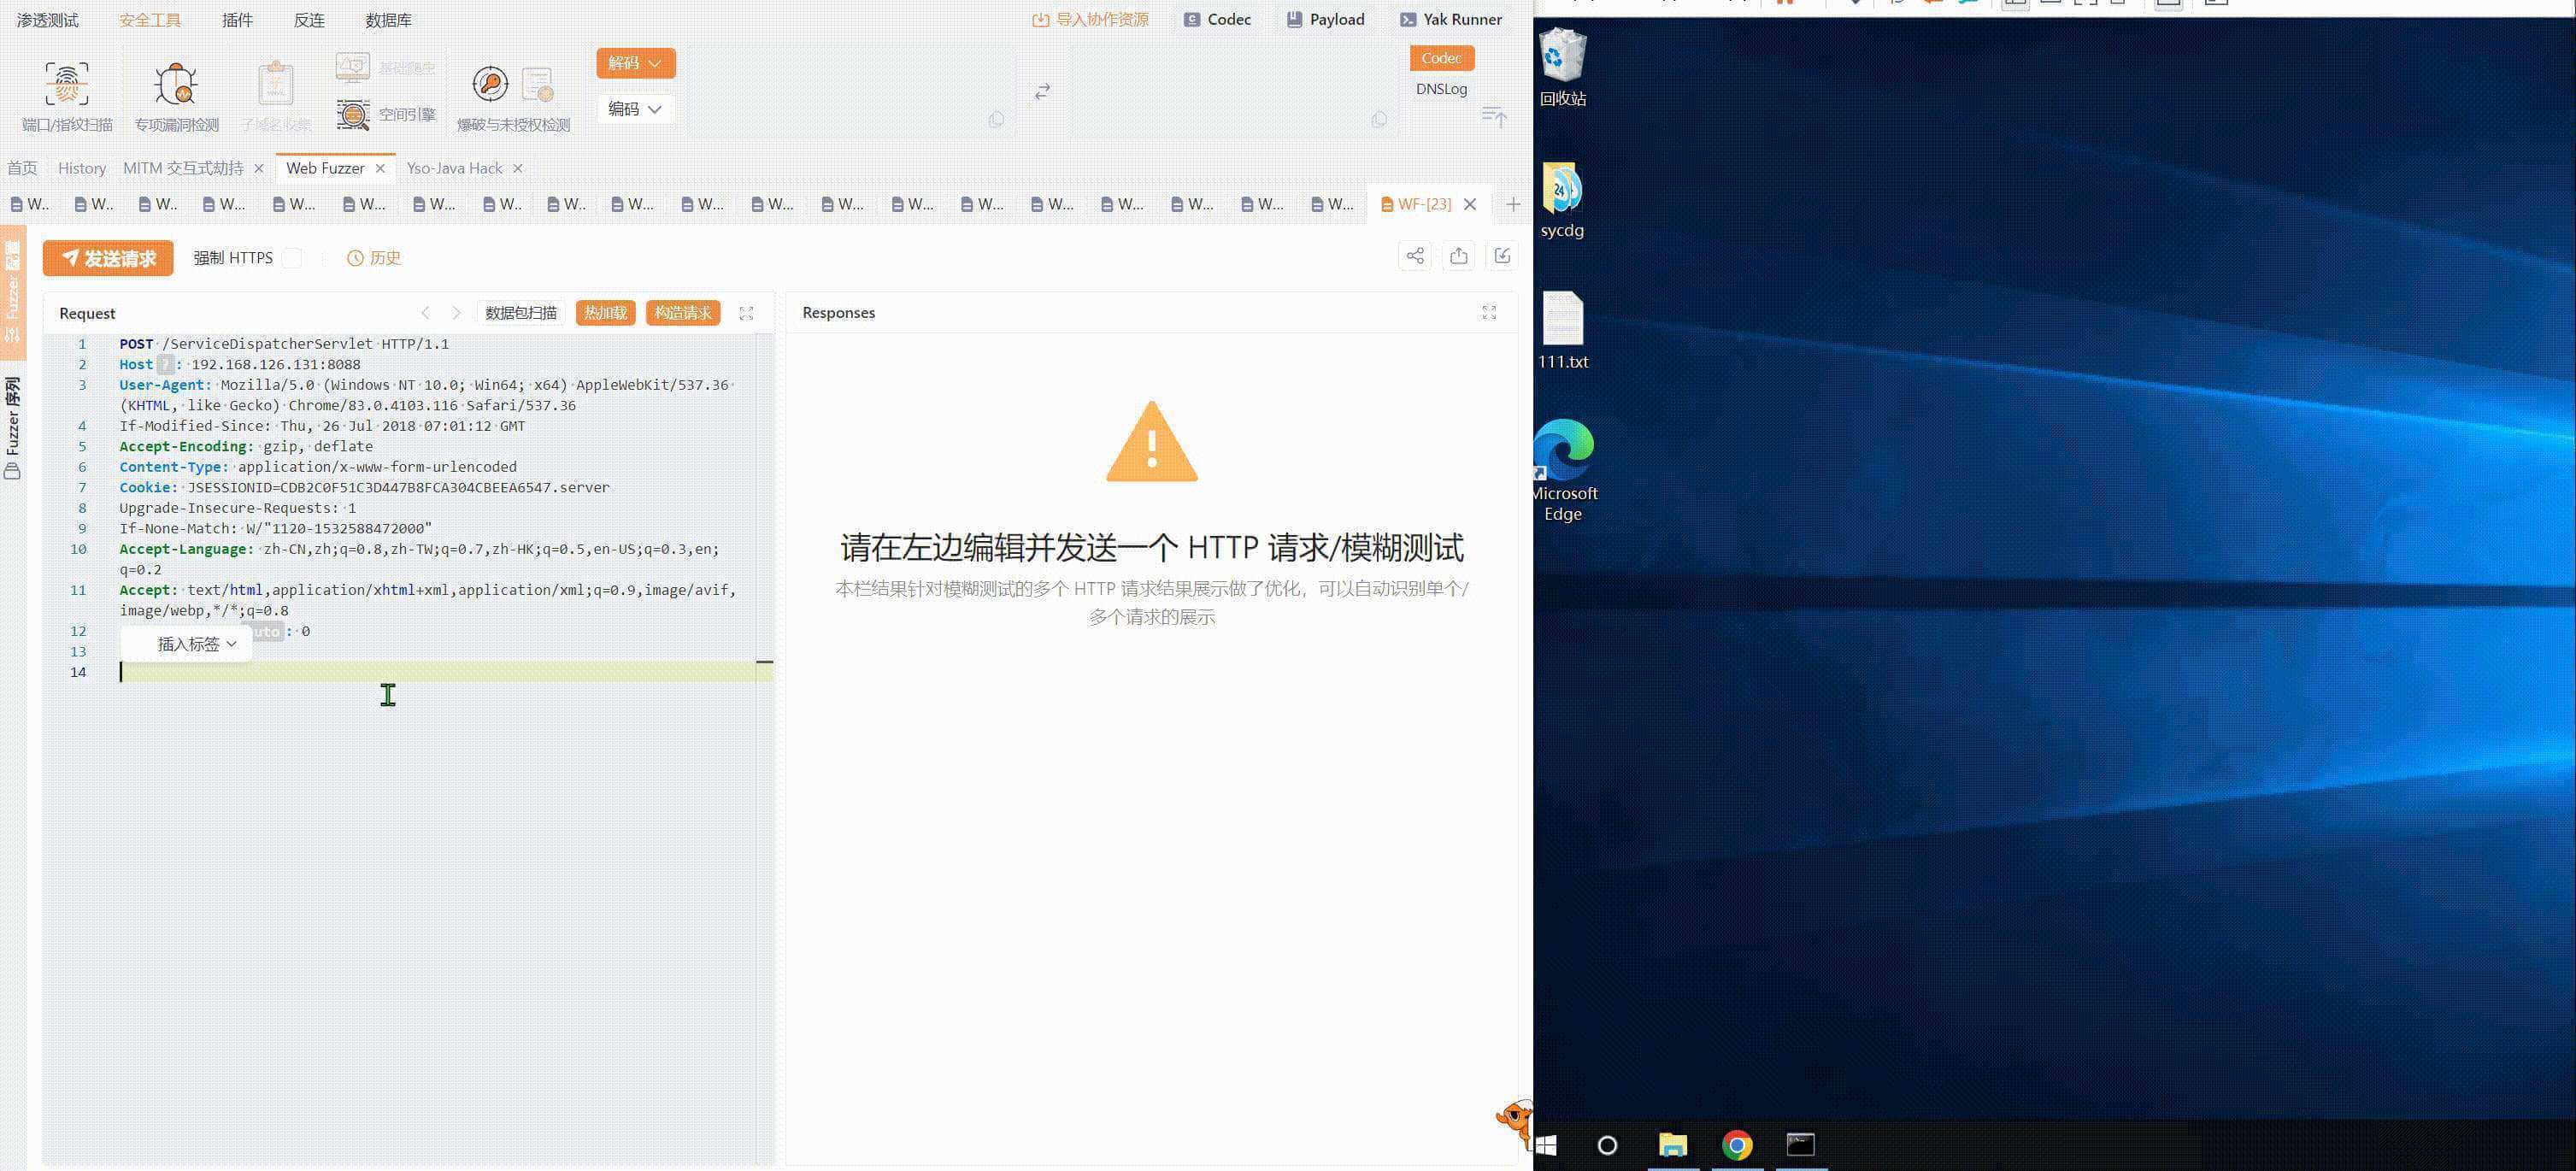 渗透测试 安全工具 插件 反连 数据库 导入协作资源 Codec Payload Yak Runner
解码 Codec
基础爬虫
DNSLog
编码
空间引擎
端口/指纹扫描 专项漏洞检测 子域名收集 爆破与未授权检测
首页 History MITM 交互式劫持 Web Fuzzer Yso-Java Hack
W.. W.. W.. W... W... W... W... W.. W.. W... W... W... W... W... W... W... W... W... W... W... WF-[23]
Fuzzer 配置
Fuzzer 序列
发送请求 强制 HTTPS 历史
Request 数据包扫描 热加载 构造请求
1 POST /ServiceDispatcherServlet HTTP/1.1
2 Host ? : 192.168.126.131:8088
3 User-Agent: Mozilla/5.0 (Windows NT 10.0; Win64; x64) AppleWebKit/537.36
(KHTML, like Gecko) Chrome/83.0.4103.116 Safari/537.36
4 If-Modified-Since: Thu, 26 Jul 2018 07:01:12 GMT
5 Accept-Encoding: gzip, deflate
6 Content-Type: application/x-www-form-urlencoded
7 Cookie: JSESSIONID=CDB2C0F51C3D447B8FCA304CBEEA6547.server
8 Upgrade-Insecure-Requests: 1
9 If-None-Match: W/"1120-1532588472000"
10 Accept-Language: zh-CN,zh;q=0.8,zh-TW;q=0.7,zh-HK;q=0.5,en-US;q=0.3,en;
q=0.2
11 Accept: text/html,application/xhtml+xml,application/xml;q=0.9,image/avif,
image/webp,*/*;q=0.8
12 uto : 0
插入标签
13
14
Responses
请在左边编辑并发送一个 HTTP 请求/模糊测试
本栏结果针对模糊测试的多个 HTTP 请求结果展示做了优化，可以自动识别单个/
多个请求的展示
回收站
24
sycdg
111.txt
Microsoft
Edge